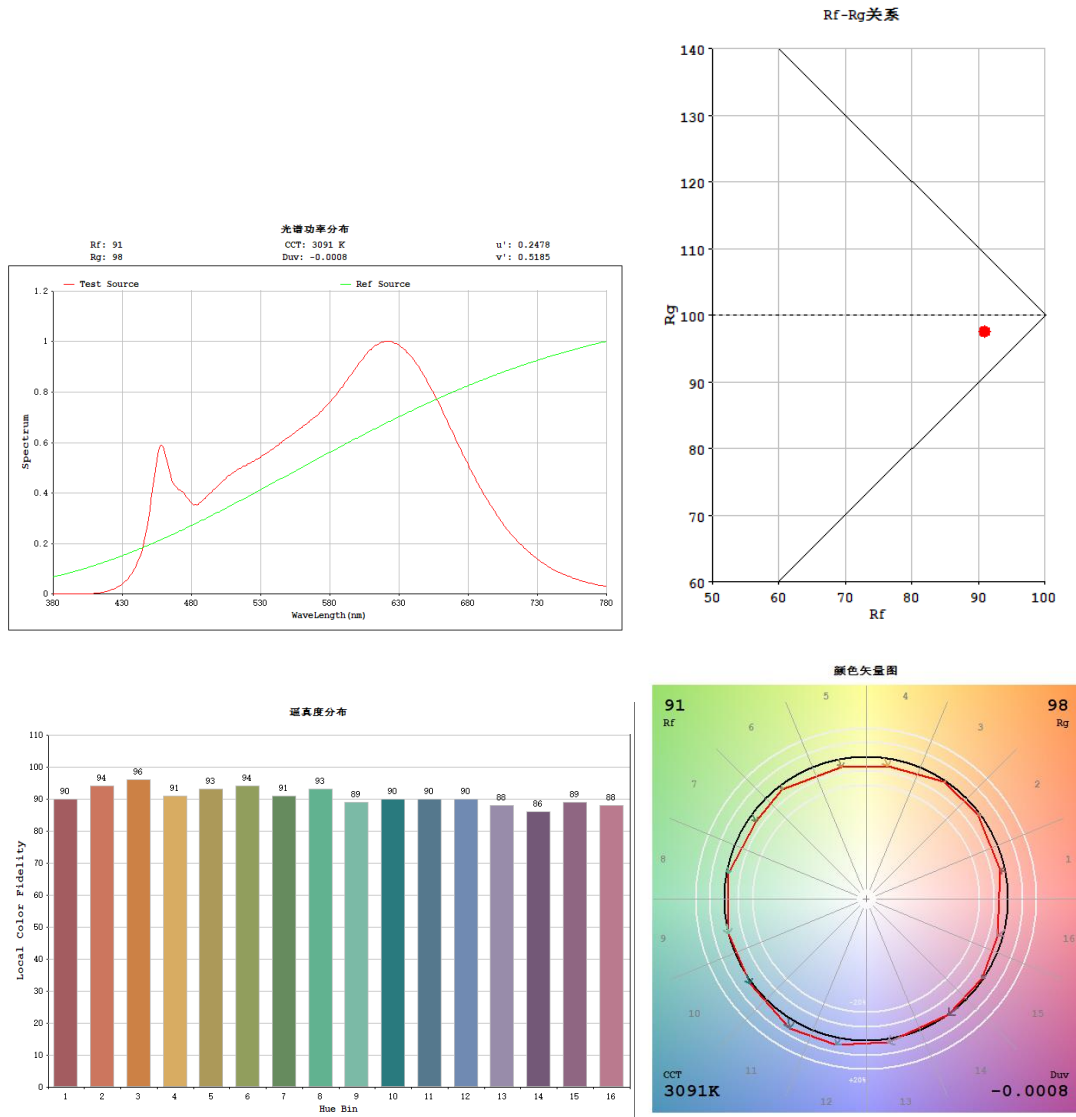 Rf-Rg关系
140
130
120
110
100
90
80
70
60
Rg
50 60 70 80 90 100
Rf
光谱功率分布
Rf: 91 CCT: 3091 K u': 0.2478
Rg: 98 Duv: -0.0008 v': 0.5185
Test Source Ref Source
1.2
1
0.8
0.6
0.4
0.2
0
Spectrum
380 430 480 530 580 630 680 730 780
WaveLength(nm)
逼真度分布
110
100
90
80
70
60
50
40
30
20
10
0
Local Color Fidelity
90 94 96 91 93 94 91 93 89 90 90 90 88 86 89 88
1 2 3 4 5 6 7 8 9 10 11 12 13 14 15 16
Hue Bin
颜色矢量图
91 98
Rf Rg
5 4
6 3
7 2
8 1
9 16
10 15
11 14
12 13
-20%
+20%
CCT Duv
3091K -0.0008